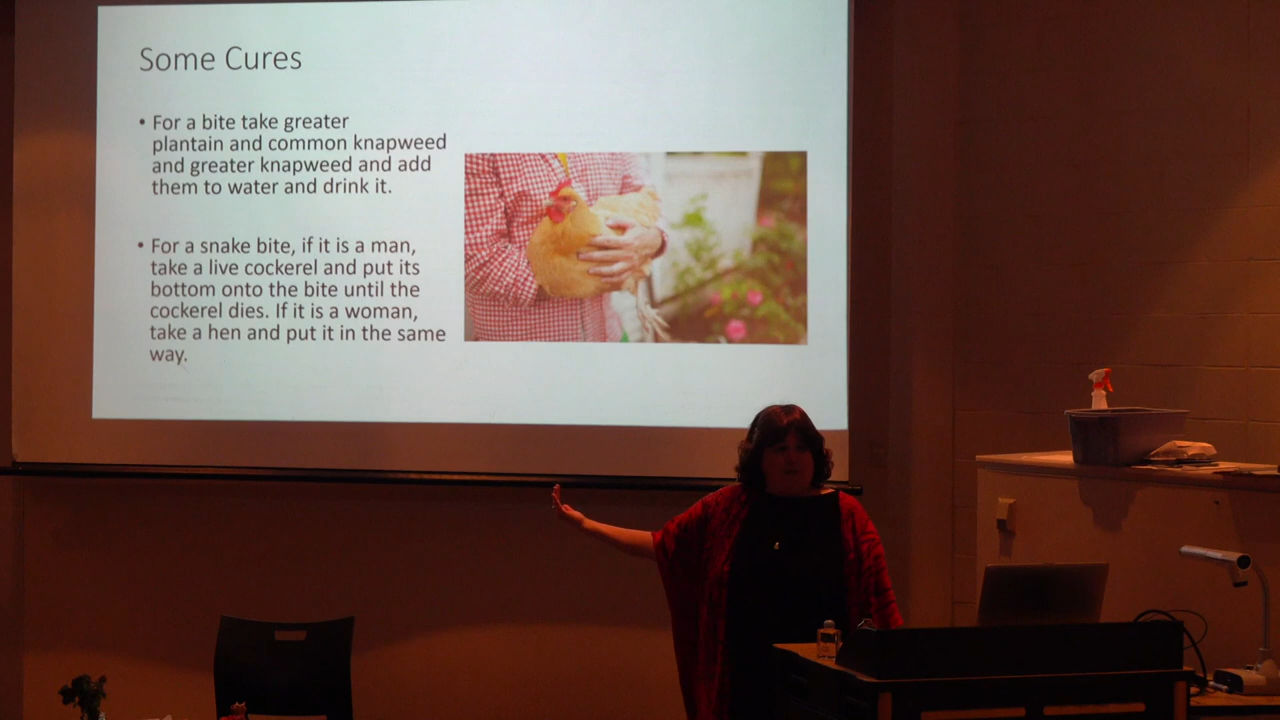 Some Cures
• For a bite take greater
plantain and common knapweed
and greater knapweed and add
them to water and drink it.
• For a snake bite, if it is a man,
take a live cockerel and put its
bottom onto the bite until the
cockerel dies. If it is a woman,
take a hen and put it in the same
way.